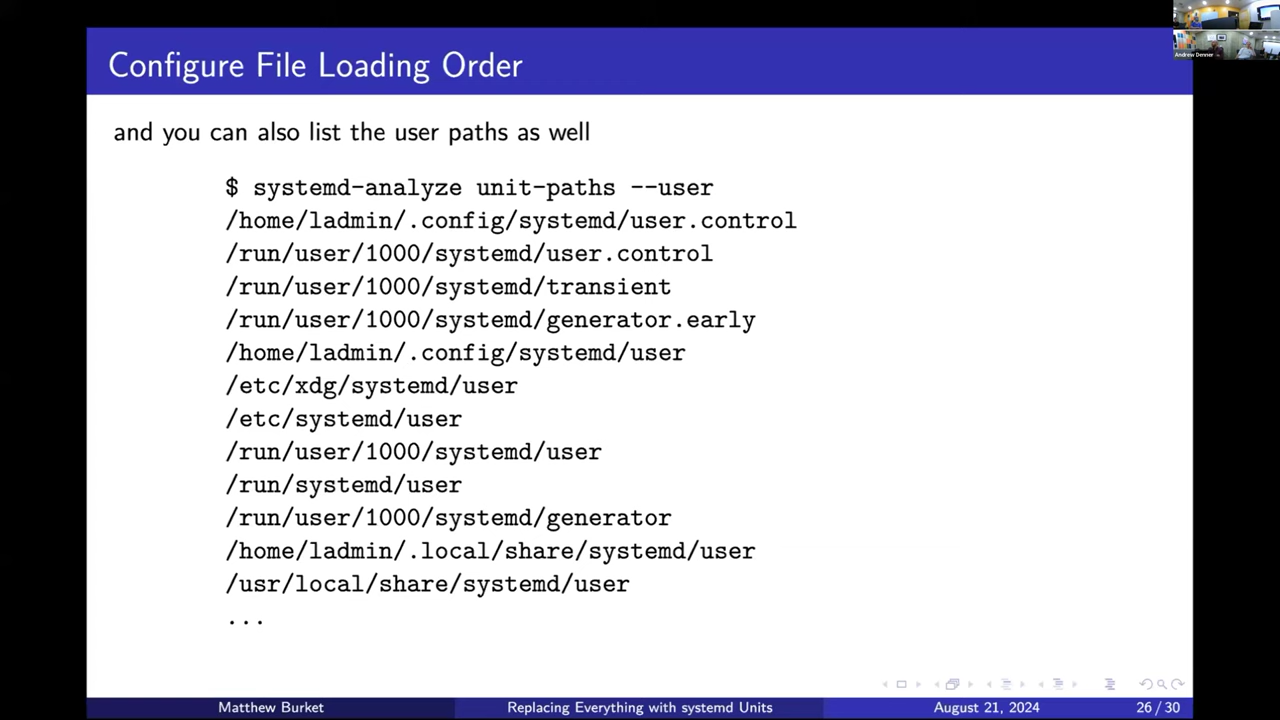 Configure File Loading Order
Andrew Denner
and you can also list the user paths as well
$ systemd-analyze unit-paths --user
/home/ladmin/.config/systemd/user.control
/run/user/1000/systemd/user.control
/run/user/1000/systemd/transient
/run/user/1000/systemd/generator.early
/home/ladmin/.config/systemd/user
/etc/xdg/systemd/user
/etc/systemd/user
/run/user/1000/systemd/user
/run/systemd/user
/run/user/1000/systemd/generator
/home/ladmin/.local/share/systemd/user
/usr/local/share/systemd/user
...
Matthew Burket Replacing Everything with systemd Units August 21, 2024 26 / 30